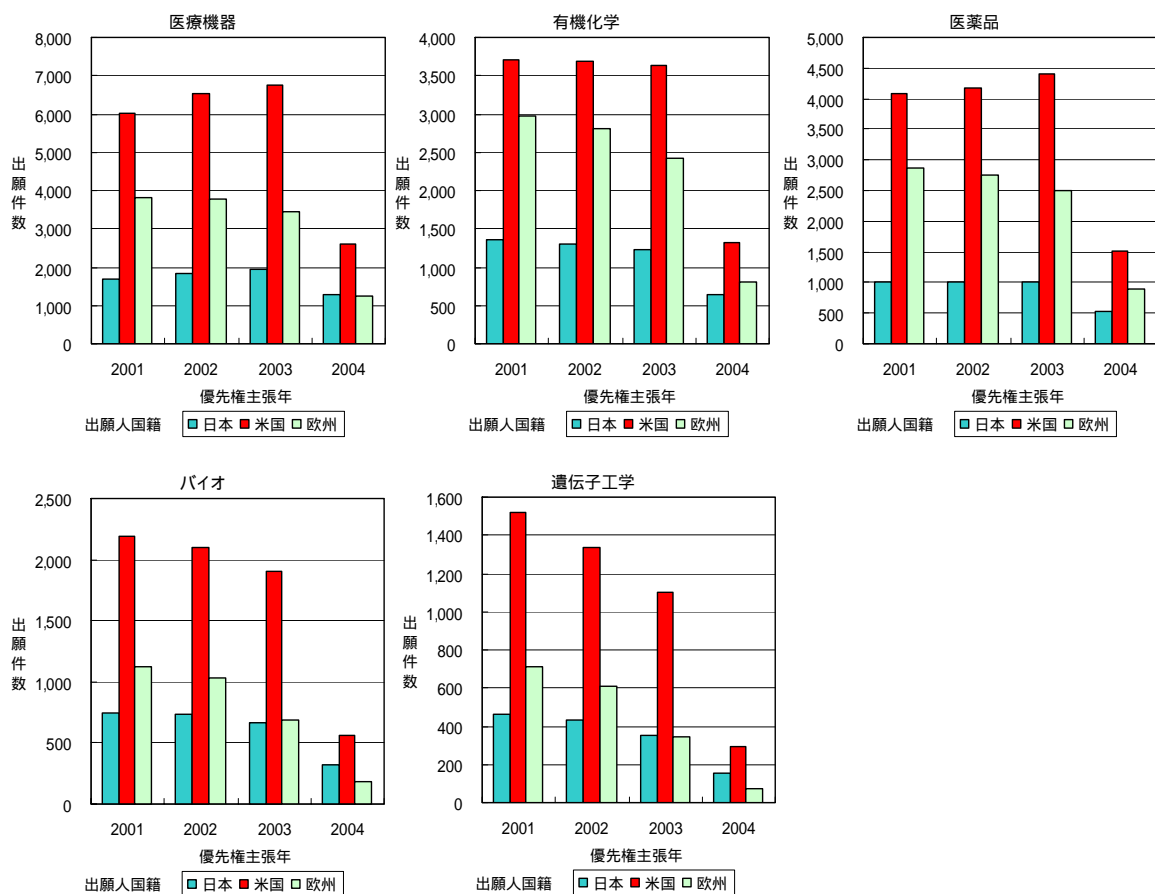 医療機器
8,000
7,000
6,000
5,000
4,000
3,000
2,000
1,000
0
出願件数
2001 2002 2003 2004
優先権主張年
出願人国籍 日本 米国 欧州
有機化学
4,000
3,500
3,000
2,500
2,000
1,500
1,000
500
0
出願件数
2001 2002 2003 2004
優先権主張年
出願人国籍 日本 米国 欧州
医薬品
5,000
4,500
4,000
3,500
3,000
2,500
2,000
1,500
1,000
500
0
出願件数
2001 2002 2003 2004
優先権主張年
出願人国籍 日本 米国 欧州
バイオ
2,500
2,000
1,500
1,000
500
0
出願件数
2001 2002 2003 2004
優先権主張年
出願人国籍 日本 米国 欧州
遺伝子工学
1,600
1,400
1,200
1,000
800
600
400
200
0
出願件数
2001 2002 2003 2004
優先権主張年
出願人国籍 日本 米国 欧州